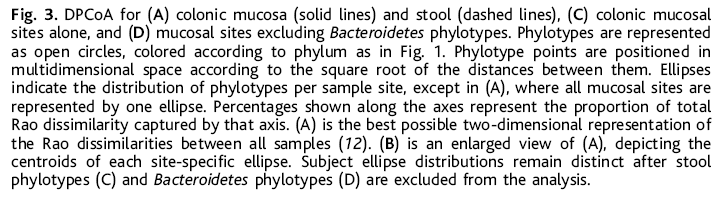 Fig. 3. DPCoA for (A) colonic mucosa (solid lines) and stool (dashed lines), (C) colonic mucosal
sites alone, and (D) mucosal sites excluding Bacteroidetes phylotypes. Phylotypes are represented
as open circles, colored according to phylum as in Fig. 1. Phylotype points are positioned in
multidimensional space according to the square root of the distances between them. Ellipses
indicate the distribution of phylotypes per sample site, except in (A), where all mucosal sites are
represented by one ellipse. Percentages shown along the axes represent the proportion of total
Rao dissimilarity captured by that axis. (A) is the best possible two-dimensional representation of
the Rao dissimilarities between all samples (12). (B) is an enlarged view of (A), depicting the
centroids of each site-specific ellipse. Subject ellipse distributions remain distinct after stool
phylotypes (C) and Bacteroidetes phylotypes (D) are excluded from the analysis.